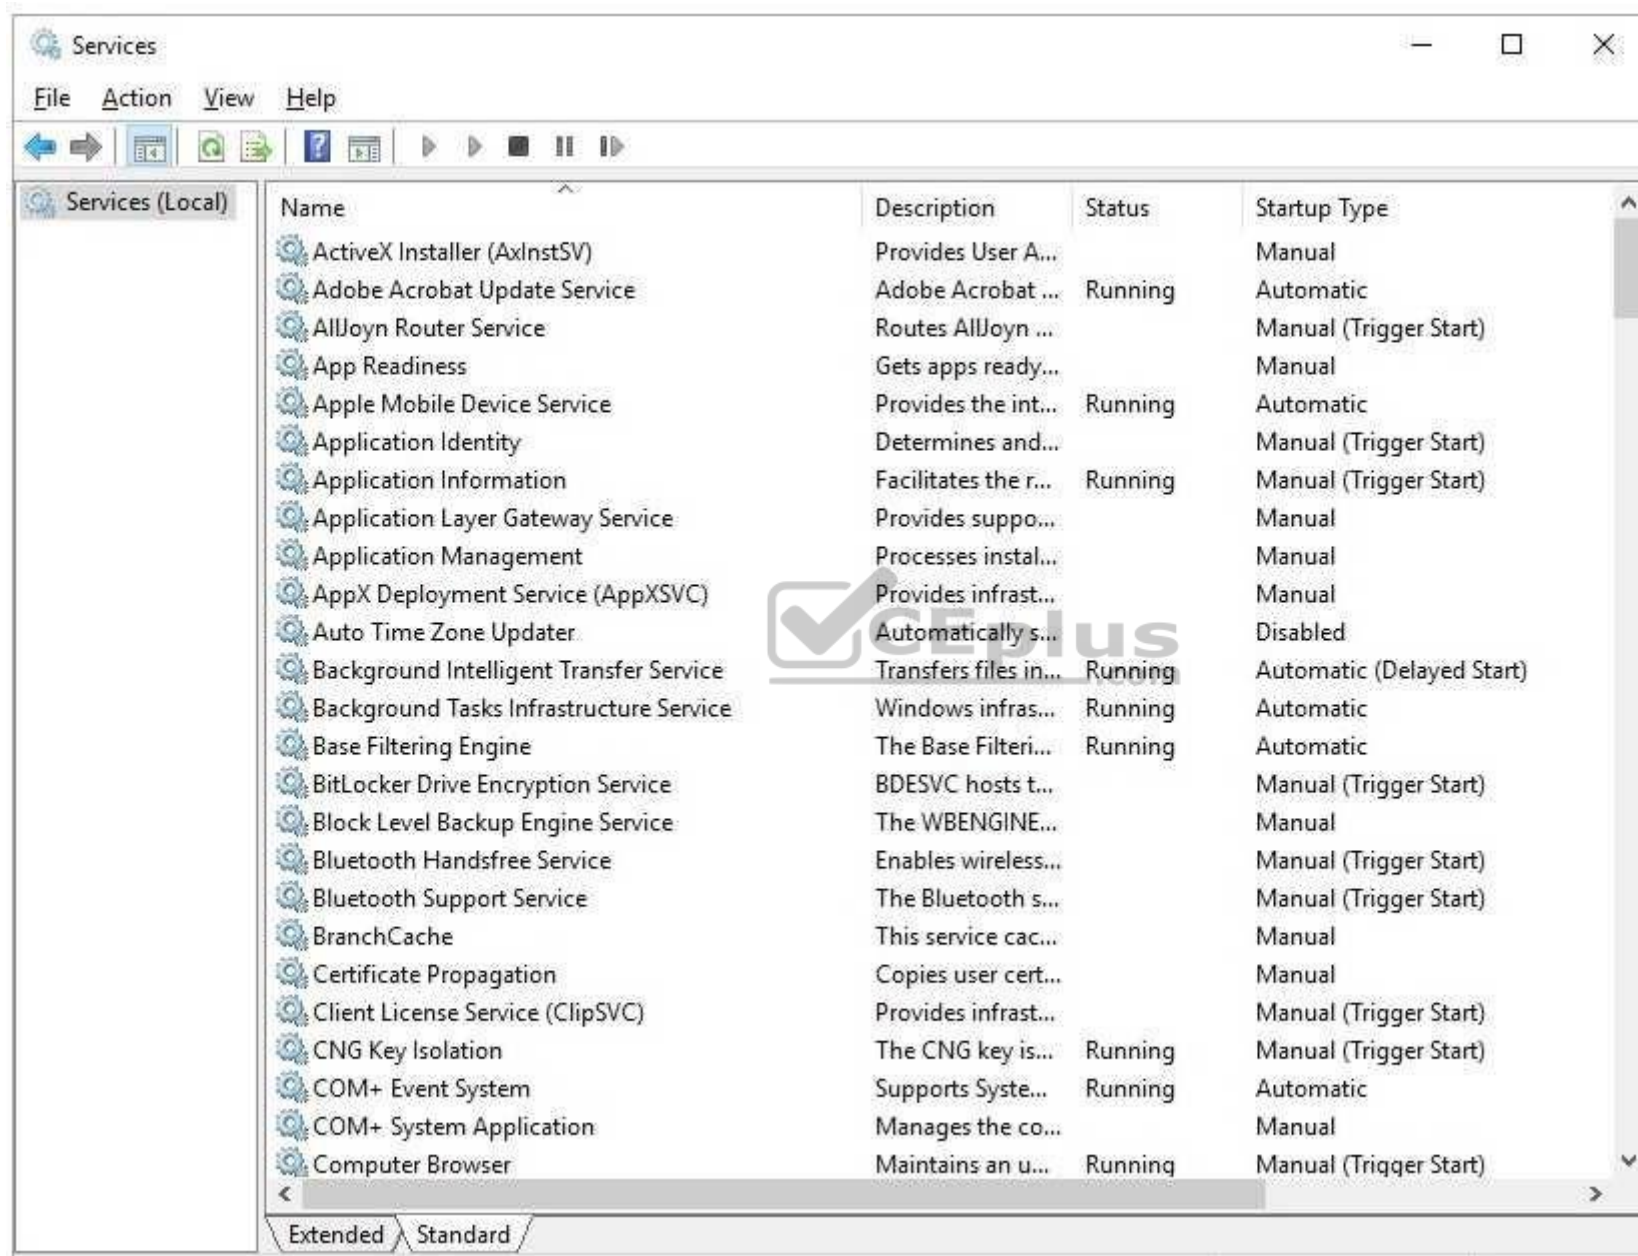 Services
File Action View Help
Services (Local)
Name Description Status Startup Type
ActiveX Installer (AxInstSV) Provides User A... Manual
Adobe Acrobat Update Service Adobe Acrobat ... Running Automatic
AllJoyn Router Service Routes AllJoyn ... Manual (Trigger Start)
App Readiness Gets apps ready... Manual
Apple Mobile Device Service Provides the int... Running Automatic
Application Identity Determines and... Manual (Trigger Start)
Application Information Facilitates the r... Running Manual (Trigger Start)
Application Layer Gateway Service Provides suppo... Manual
Application Management Processes instal... Manual
AppX Deployment Service (AppXSVC) Provides infrast... Manual
Auto Time Zone Updater Automatically s... Disabled
Background Intelligent Transfer Service Transfers files in... Running Automatic (Delayed Start)
Background Tasks Infrastructure Service Windows infras... Running Automatic
Base Filtering Engine The Base Filteri... Running Automatic
BitLocker Drive Encryption Service BDESVC hosts t... Manual (Trigger Start)
Block Level Backup Engine Service The WBENGINE... Manual
Bluetooth Handsfree Service Enables wireless... Manual (Trigger Start)
Bluetooth Support Service The Bluetooth s... Manual (Trigger Start)
BranchCache This service cac... Manual
Certificate Propagation Copies user cert... Manual
Client License Service (ClipSVC) Provides infrast... Manual (Trigger Start)
CNG Key Isolation The CNG key is... Running Manual (Trigger Start)
COM+ Event System Supports Syste... Running Automatic
COM+ System Application Manages the co... Manual
Computer Browser Maintains an u... Running Manual (Trigger Start)
Extended Standard
CEplus
.com